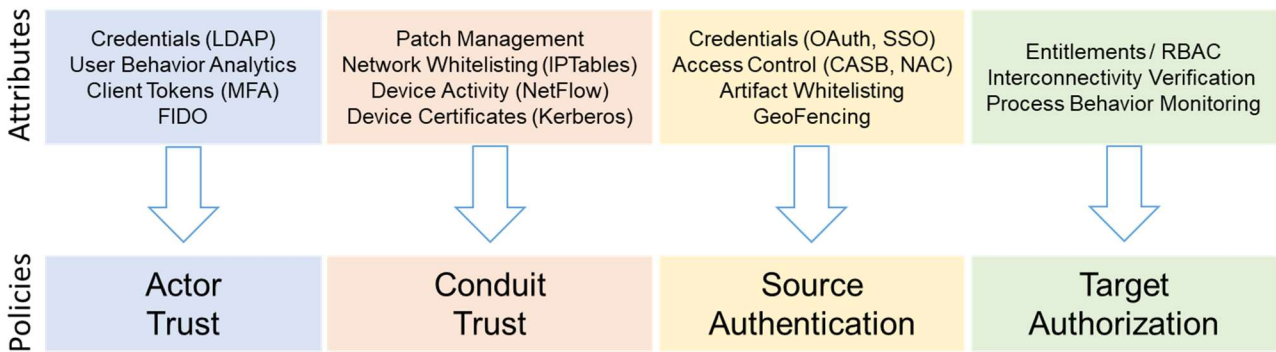 Attributes
Credentials (LDAP)
User Behavior Analytics
Client Tokens (MFA)
FIDO
Patch Management
Network Whitelisting (IPTables)
Device Activity (NetFlow)
Device Certificates (Kerberos)
Credentials (OAuth, SSO)
Access Control (CASB, NAC)
Artifact Whitelisting
GeoFencing
Entitlements / RBAC
Interconnectivity Verification
Process Behavior Monitoring
Policies
Actor
Trust
Conduit
Trust
Source
Authentication
Target
Authorization